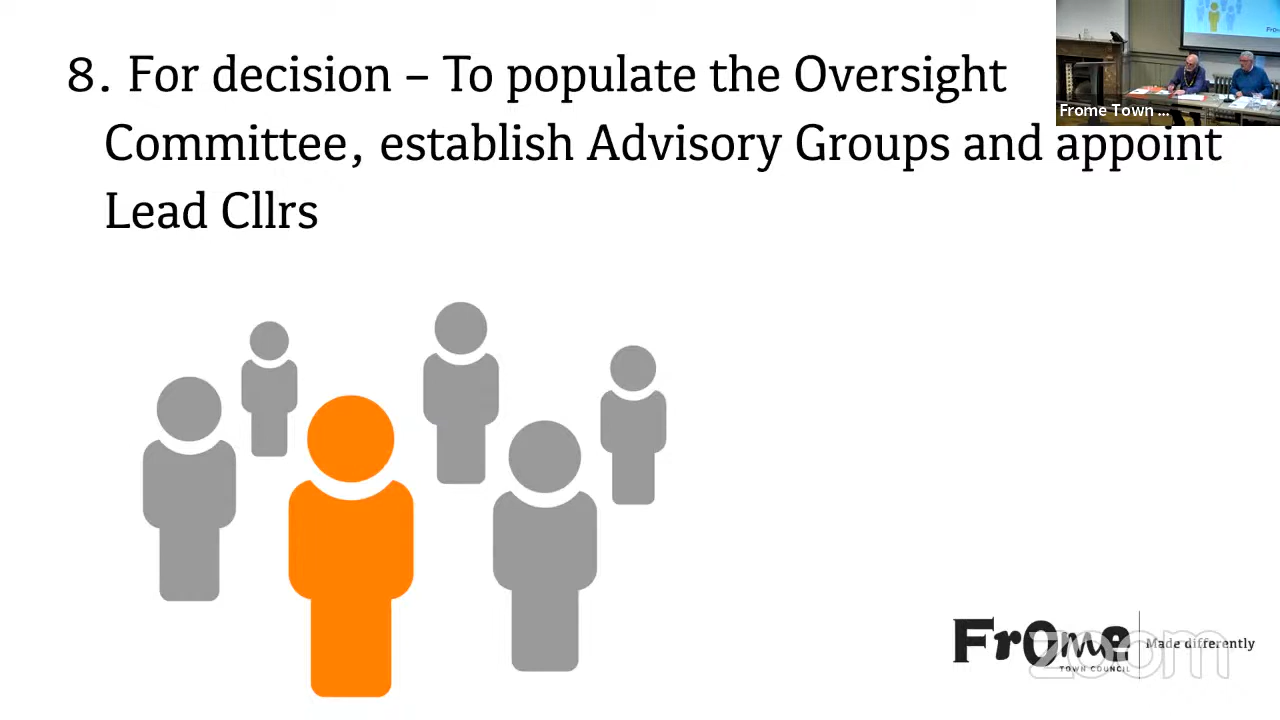 8. For decision – To populate the Oversight
Committee, establish Advisory Groups and appoint
Lead Cllrs
Frome Town ...
Frome
TOWN COUNCIL
Made differently
zoom